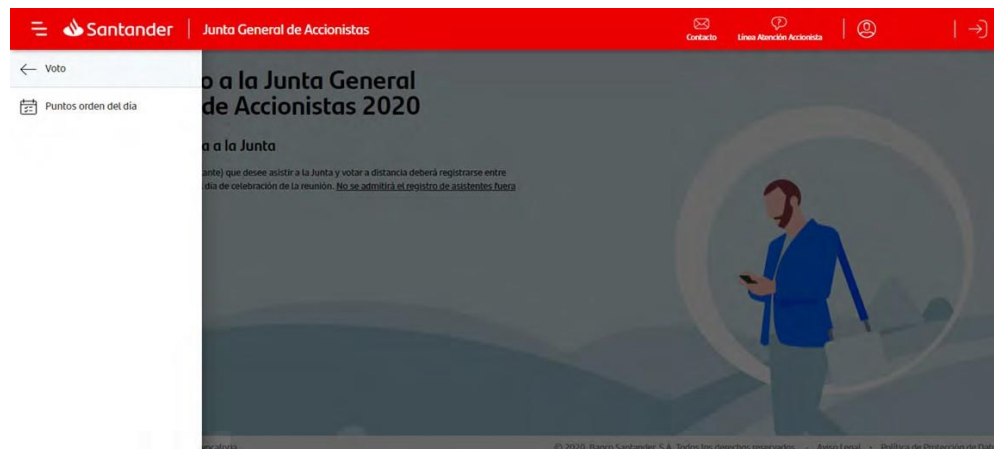 Santander
Junta General de Accionistas
Contacto
Línea Atención Accionista
Voto
Puntos orden del día
o a la Junta General
de Accionistas 2020
a a la Junta
ante) que desee asistir a la Junta y votar a distancia deberá registrarse entre
día de celebración de la reunión. No se admitirá el registro de asistentes fuera
vocatoria
© 2020, Banco Santander, S.A. Todos los derechos reservados. • Aviso Legal • Política de Protección de Dato